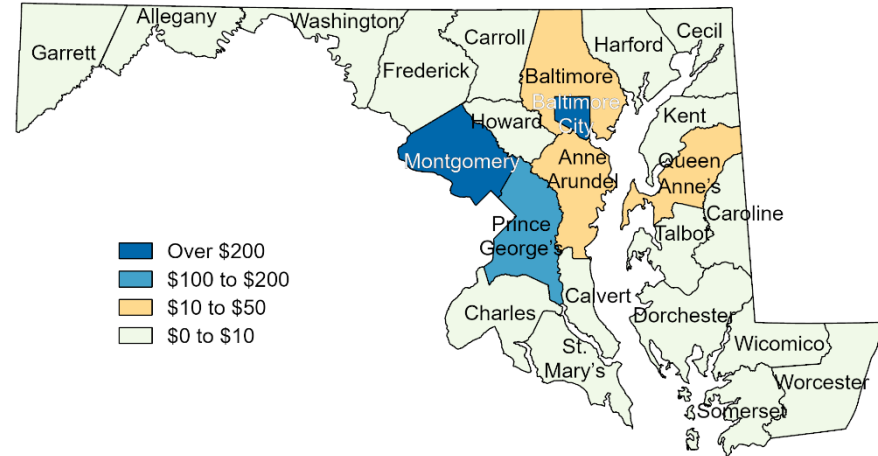 Garrett
Allegany
Washington
Frederick
Carroll
Baltimore
Harford
Cecil
Baltimore
City
Howard
Kent
Montgomery
Anne
Arundel
Queen
Anne's
Caroline
Talbot
Prince
George's
Charles
Calvert
St.
Mary's
Dorchester
Wicomico
Worcester
Somerset
Over $200
$100 to $200
$10 to $50
$0 to $10